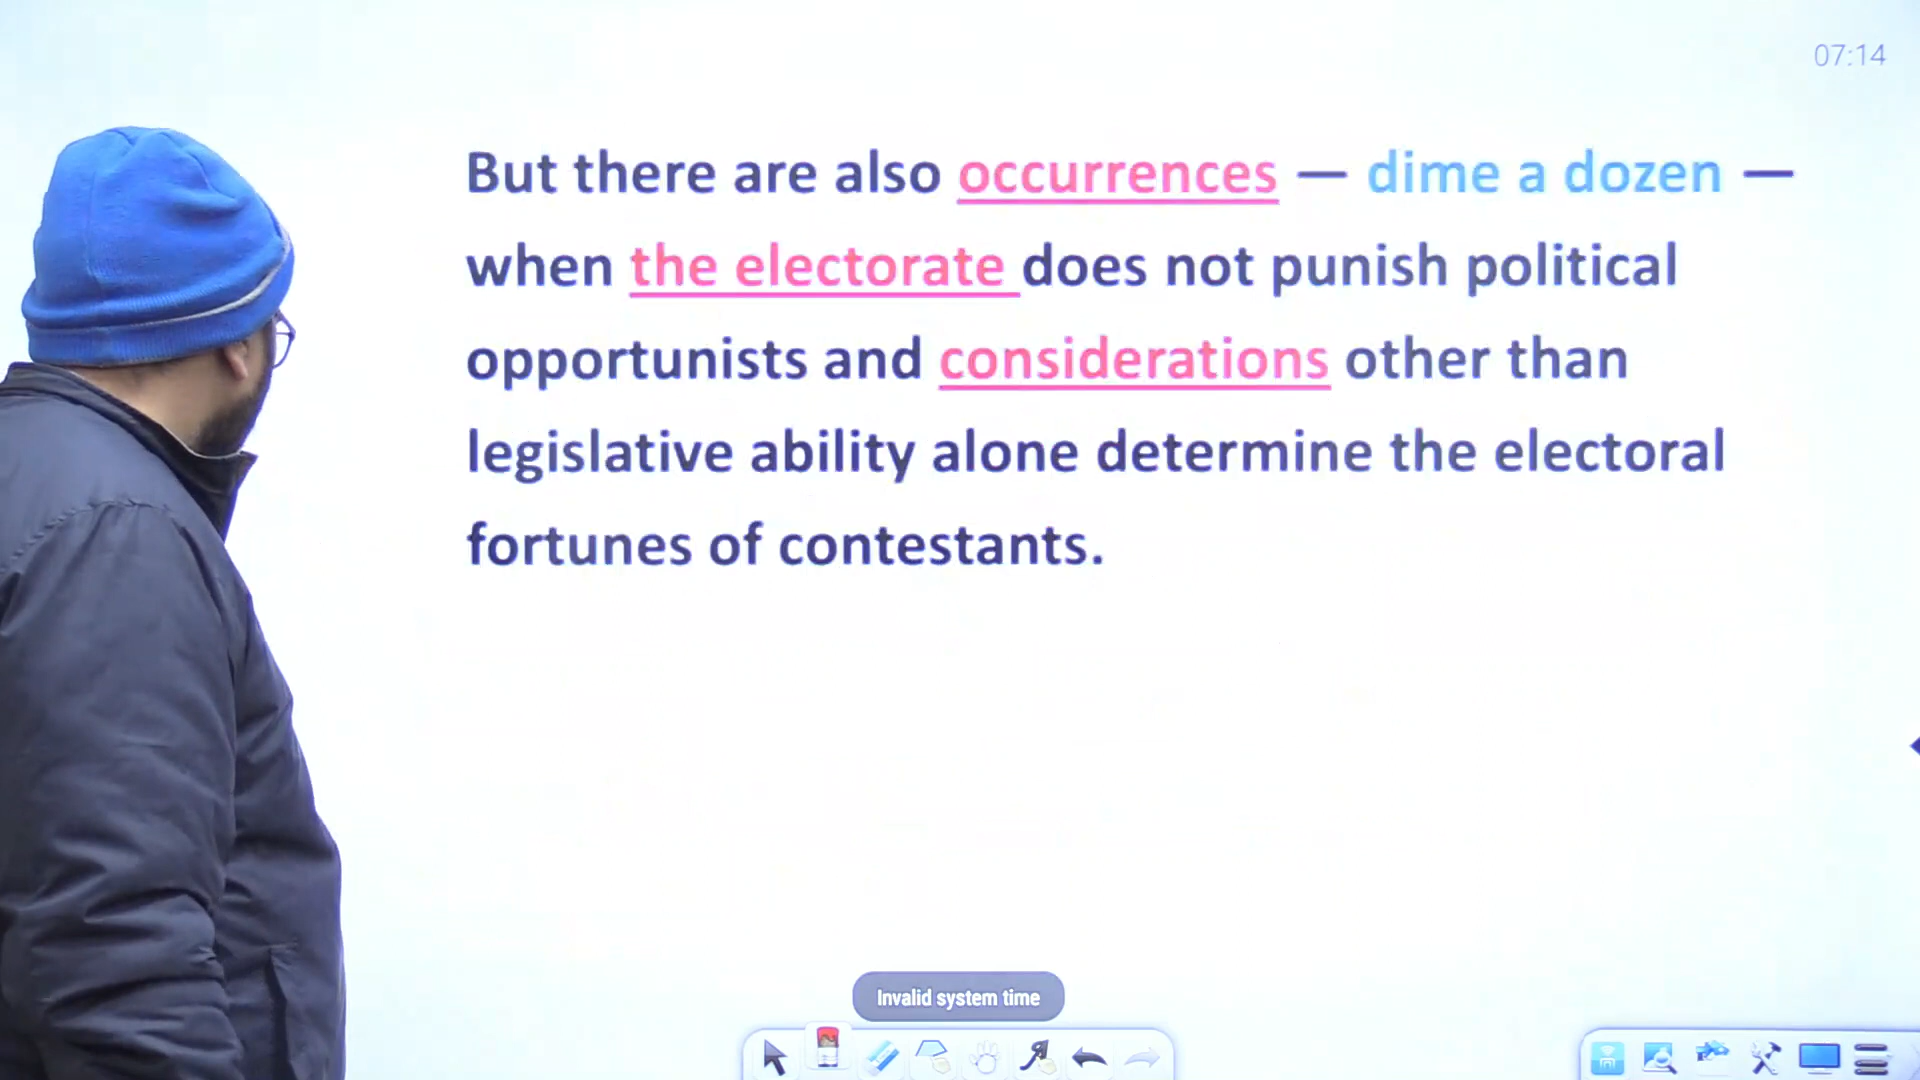 07:14
But there are also occurrences — dime a dozen —
when the electorate does not punish political
opportunists and considerations other than
legislative ability alone determine the electoral
fortunes of contestants.
Invalid system time